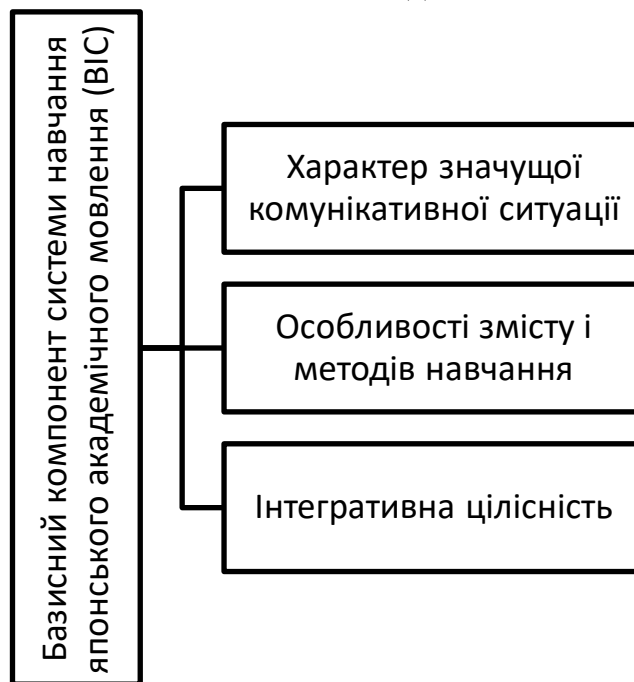 Базисний компонент системи навчання
японського академічного мовлення (ВІС)
Характер значущої
комунікативної ситуації
Особливості змісту і
методів навчання
Інтегративна цілісність